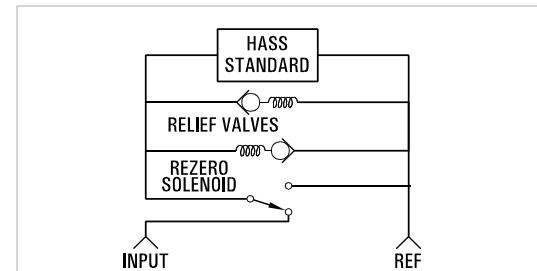 HASS
STANDARD
RELIEF VALVES
REZERO
SOLENOID
INPUT
REF